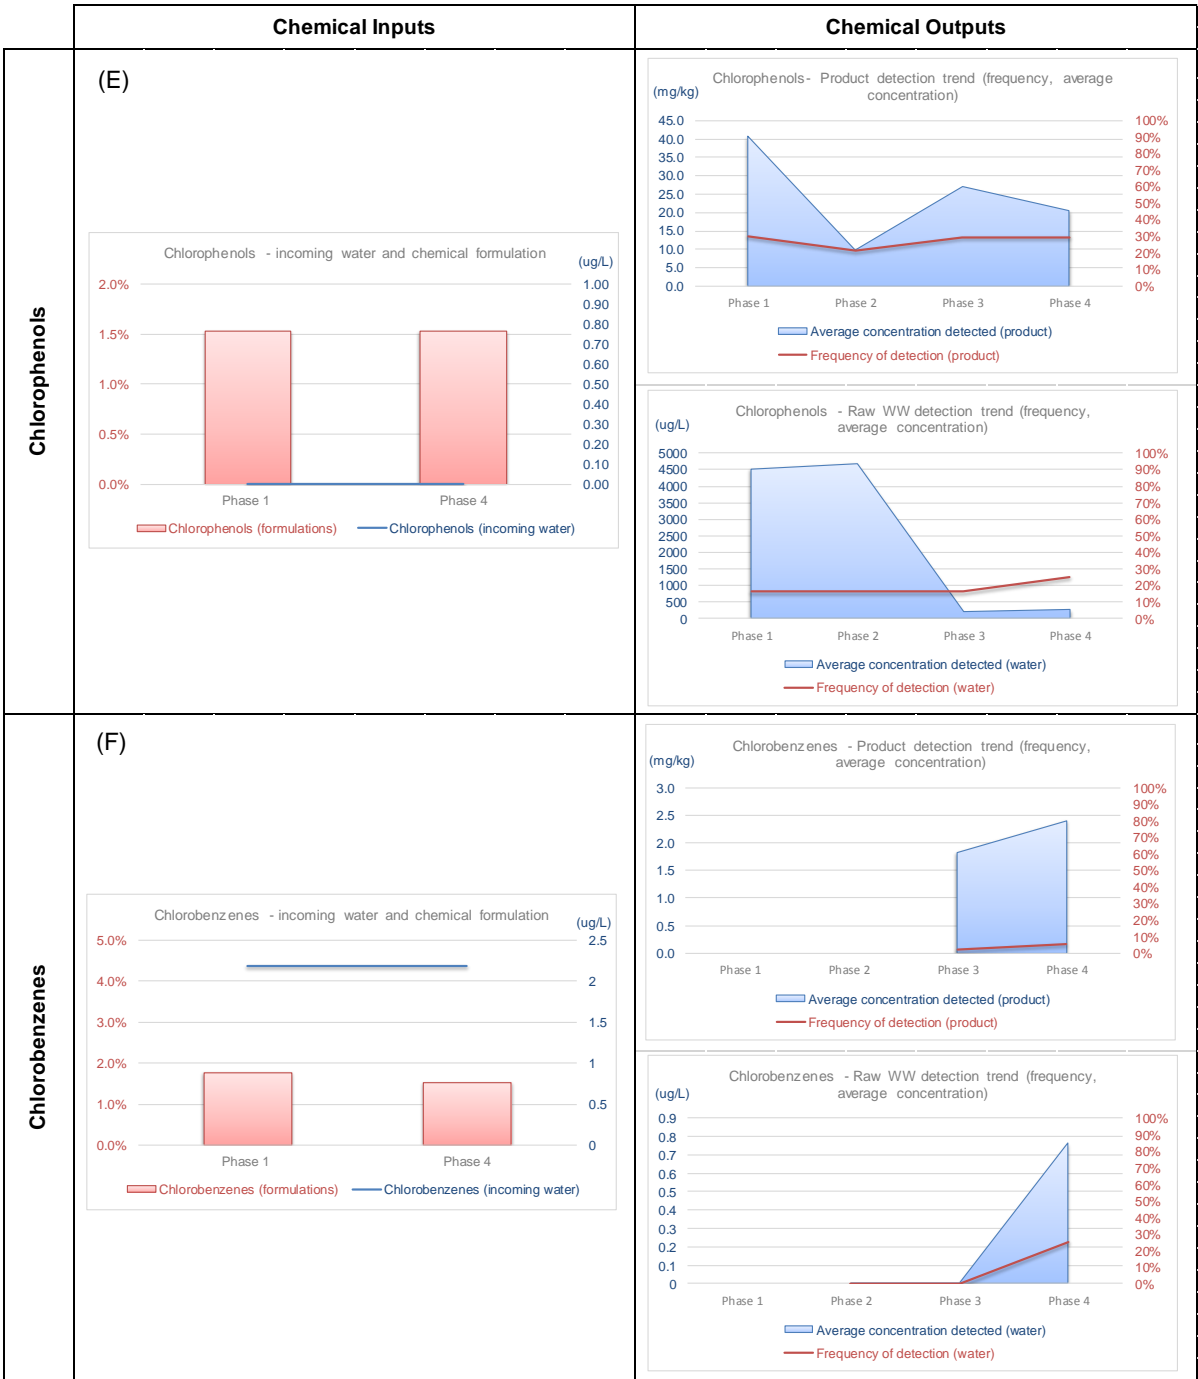 Chemical Inputs
Chemical Outputs
Chlorophenols
(E)
Chlorophenols - incoming water and chemical formulation
(ug/L)
2.0%
1.5%
1.0%
0.5%
0.0%
1.00
0.90
0.80
0.70
0.60
0.50
0.40
0.30
0.20
0.10
0.00
Phase 1
Phase 4
Chlorophenols (formulations)
Chlorophenols (incoming water)
Chlorophenols- Product detection trend (frequency, average
concentration)
(mg/kg)
45.0
40.0
35.0
30.0
25.0
20.0
15.0
10.0
5.0
0.0
100%
90%
80%
70%
60%
50%
40%
30%
20%
10%
0%
Phase 1
Phase 2
Phase 3
Phase 4
Average concentration detected (product)
Frequency of detection (product)
Chlorophenols - Raw WW detection trend (frequency,
average concentration)
(ug/L)
5000
4500
4000
3500
3000
2500
2000
1500
1000
500
0
100%
90%
80%
70%
60%
50%
40%
30%
20%
10%
0%
Phase 1
Phase 2
Phase 3
Phase 4
Average concentration detected (water)
Frequency of detection (water)
Chlorobenzenes
(F)
Chlorobenzenes - incoming water and chemical formulation
(ug/L)
5.0%
4.0%
3.0%
2.0%
1.0%
0.0%
2.5
2
1.5
1
0.5
0
Phase 1
Phase 4
Chlorobenzenes (formulations)
Chlorobenzenes (incoming water)
Chlorobenzenes - Product detection trend (frequency,
average concentration)
(mg/kg)
3.0
2.5
2.0
1.5
1.0
0.5
0.0
100%
90%
80%
70%
60%
50%
40%
30%
20%
10%
0%
Phase 1
Phase 2
Phase 3
Phase 4
Average concentration detected (product)
Frequency of detection (product)
Chlorobenzenes - Raw WW detection trend (frequency,
average concentration)
(ug/L)
0.9
0.8
0.7
0.6
0.5
0.4
0.3
0.2
0.1
0
100%
90%
80%
70%
60%
50%
40%
30%
20%
10%
0%
Phase 1
Phase 2
Phase 3
Phase 4
Average concentration detected (water)
Frequency of detection (water)